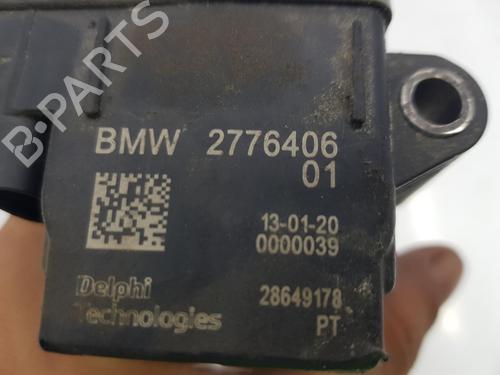 B-PARTS
BMW 2776406
01
13-01-20
0000039
Delphi
Technologies
28649178
PT